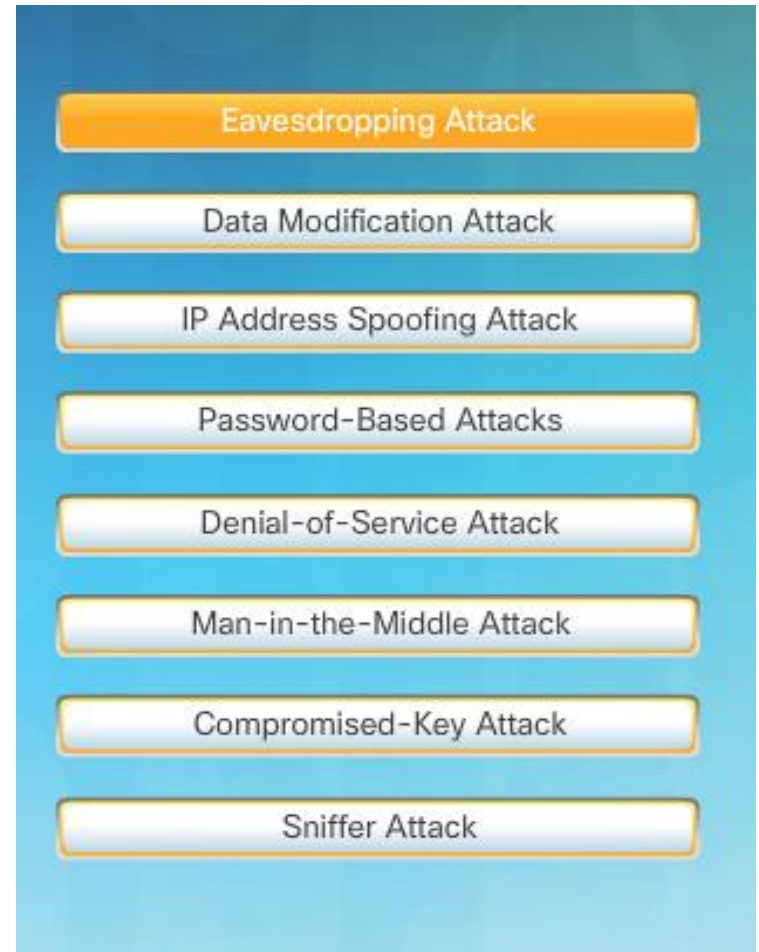 Eavesdropping Attack
Data Modification Attack
IP Address Spoofing Attack
Password-Based Attacks
Denial-of-Service Attack
Man-in-the-Middle Attack
Compromised-Key Attack
Sniffer Attack